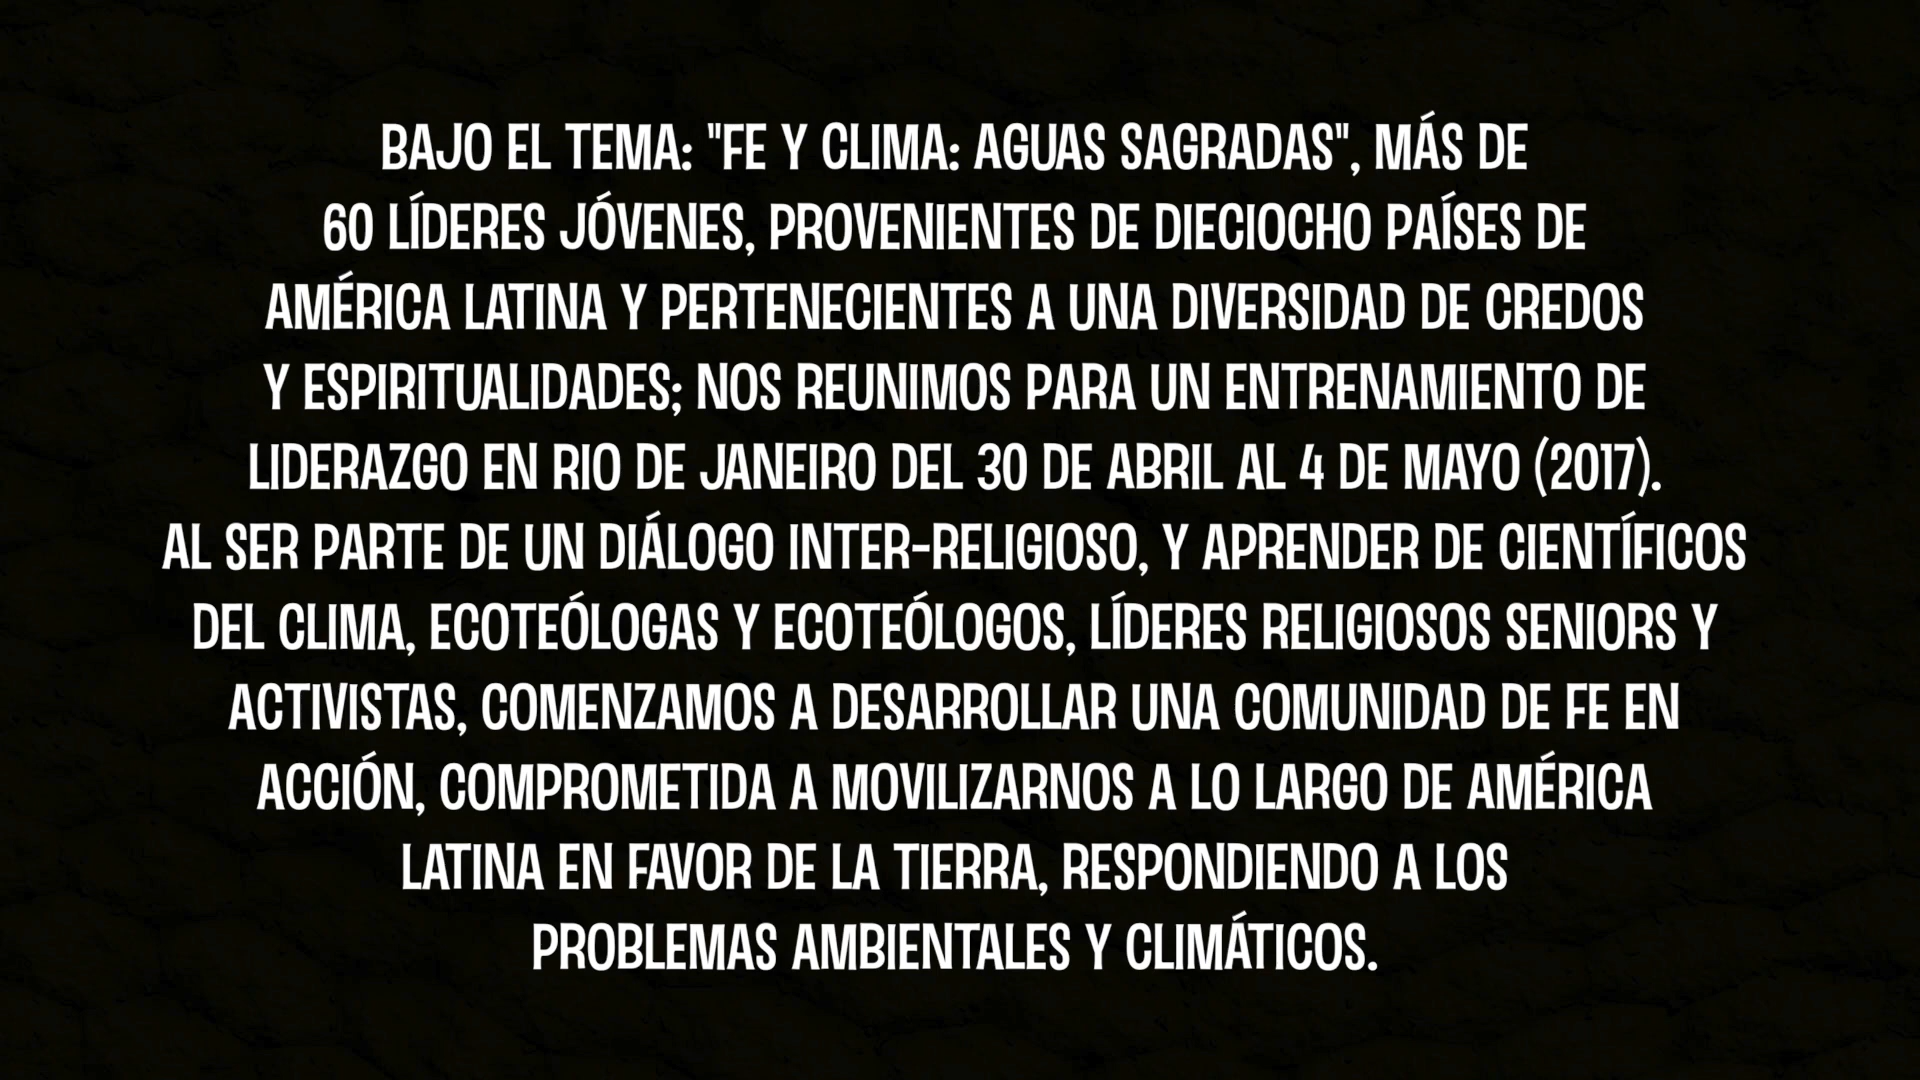 BAJO EL TEMA: "FE Y CLIMA: AGUAS SAGRADAS", MÁS DE
60 LÍDERES JÓVENES, PROVENIENTES DE DIECIOCHO PAÍSES DE
AMÉRICA LATINA Y PERTENECIENTES A UNA DIVERSIDAD DE CREDOS
Y ESPIRITUALIDADES; NOS REUNIMOS PARA UN ENTRENAMIENTO DE
LIDERAZGO EN RIO DE JANEIRO DEL 30 DE ABRIL AL 4 DE MAYO (2017).
AL SER PARTE DE UN DIÁLOGO INTER-RELIGIOSO, Y APRENDER DE CIENTÍFICOS
DEL CLIMA, ECOTEÓLOGAS Y ECOTEÓLOGOS, LÍDERES RELIGIOSOS SENIORS Y
ACTIVISTAS, COMENZAMOS A DESARROLLAR UNA COMUNIDAD DE FE EN
ACCIÓN, COMPROMETIDA A MOVILIZARNOS A LO LARGO DE AMÉRICA
LATINA EN FAVOR DE LA TIERRA, RESPONDIENDO A LOS
PROBLEMAS AMBIENTALES Y CLIMÁTICOS.